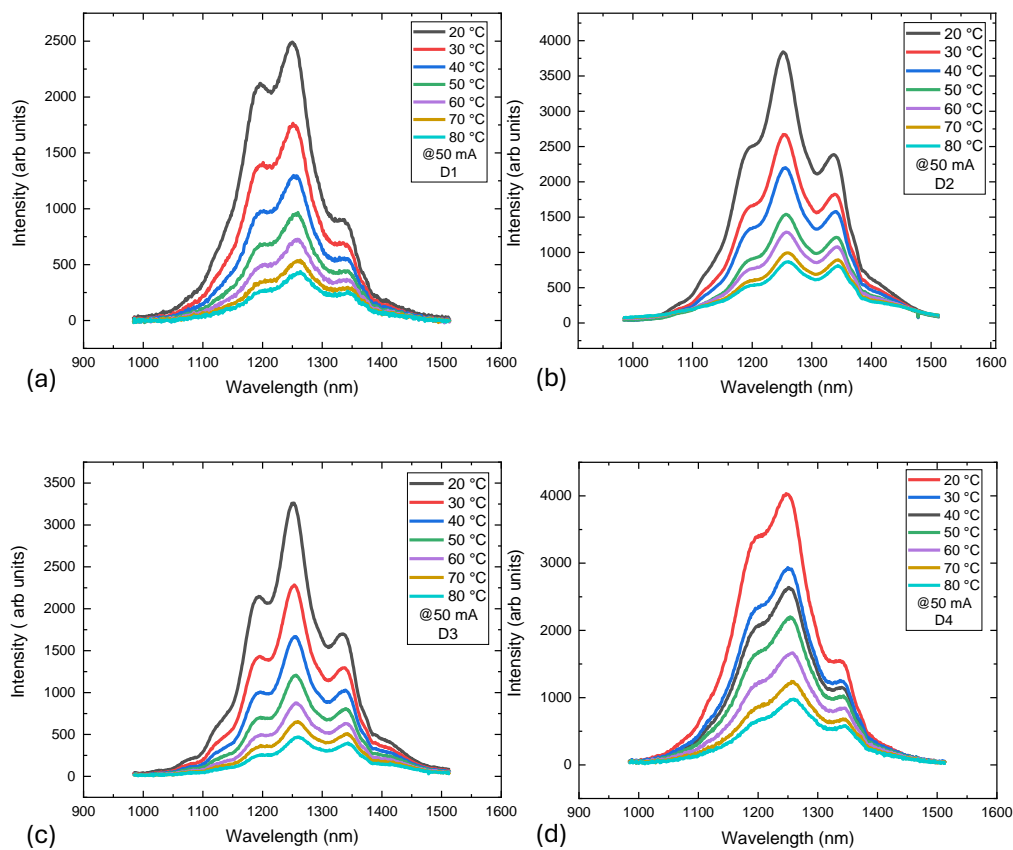 2500
2000
1500
1000
500
0
Intensity (arb units)
900 1000 1100 1200 1300 1400 1500 1600
Wavelength (nm)
20 °C
30 °C
40 °C
50 °C
60 °C
70 °C
80 °C
@50 mA
D1
(a)
4000
3500
3000
2500
2000
1500
1000
500
0
Intensity (arb units)
1000 1100 1200 1300 1400 1500 1600
Wavelength (nm)
20 °C
30 °C
40 °C
50 °C
60 °C
70 °C
80 °C
@50 mA
D2
(b)
3500
3000
2500
2000
1500
1000
500
0
Intensity ( arb units)
900 1000 1100 1200 1300 1400 1500 1600
Wavelength (nm)
20 °C
30 °C
40 °C
50 °C
60 °C
70 °C
80 °C
@50 mA
D3
(c)
4000
3000
2000
1000
0
Intensity (arb units)
900 1000 1100 1200 1300 1400 1500 1600
Wavelength (nm)
20 °C
30 °C
40 °C
50 °C
60 °C
70 °C
80 °C
@50 mA
D4
(d)